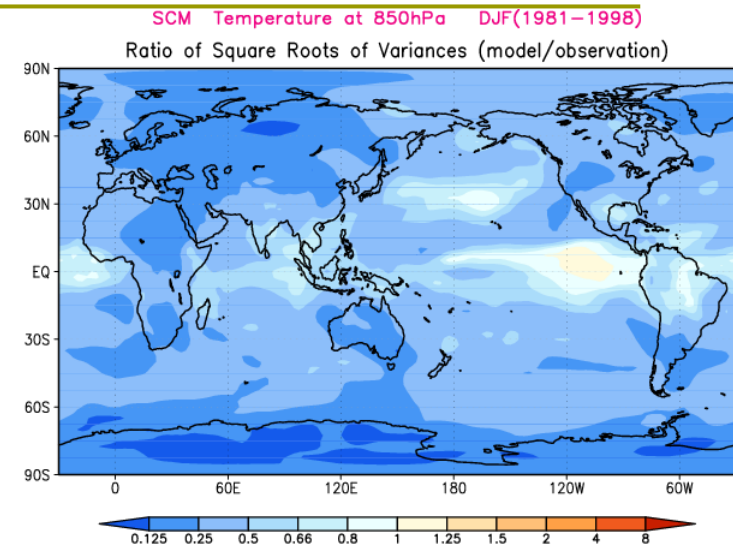 SCM Temperature at 850hPa DJF(1981-1998)
Ratio of Square Roots of Variances (model/observation)
90N
60N
30N
EQ
30S
60S
90S
0 60E 120E 180 120W 60W
0.125 0.25 0.5 0.66 0.8 1 1.25 1.5 2 4 8